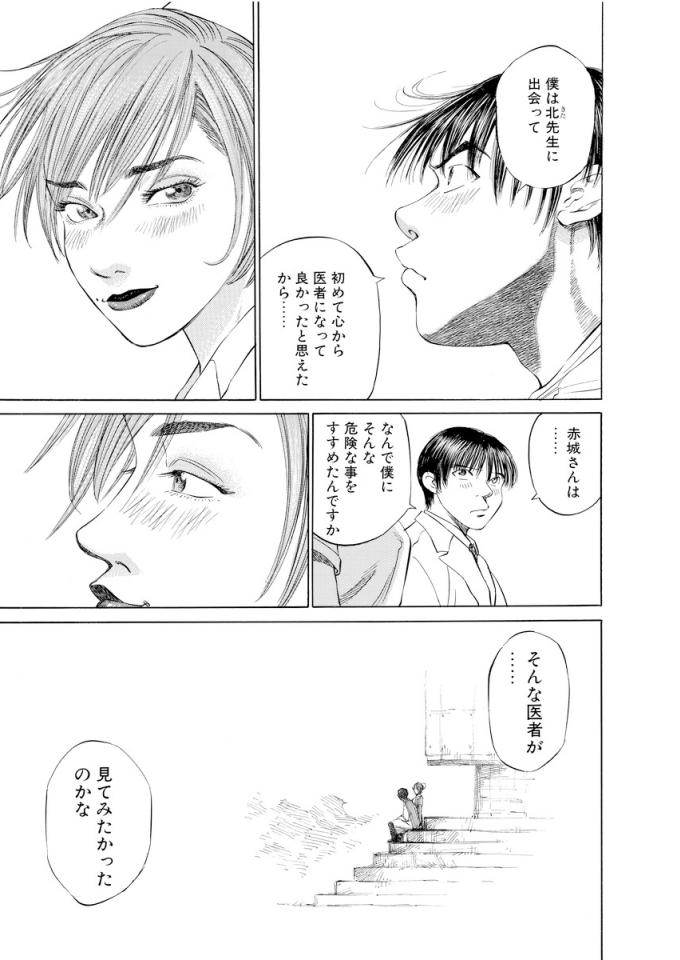 僕は北先生に
きた
出会って
初めて心から
医者になって
良かったと思えた
から……
赤城さんは
……
なんで僕に
そんな
危険な事を
すすめたんですか
そんな医者が
……
見てみたかった
のかな